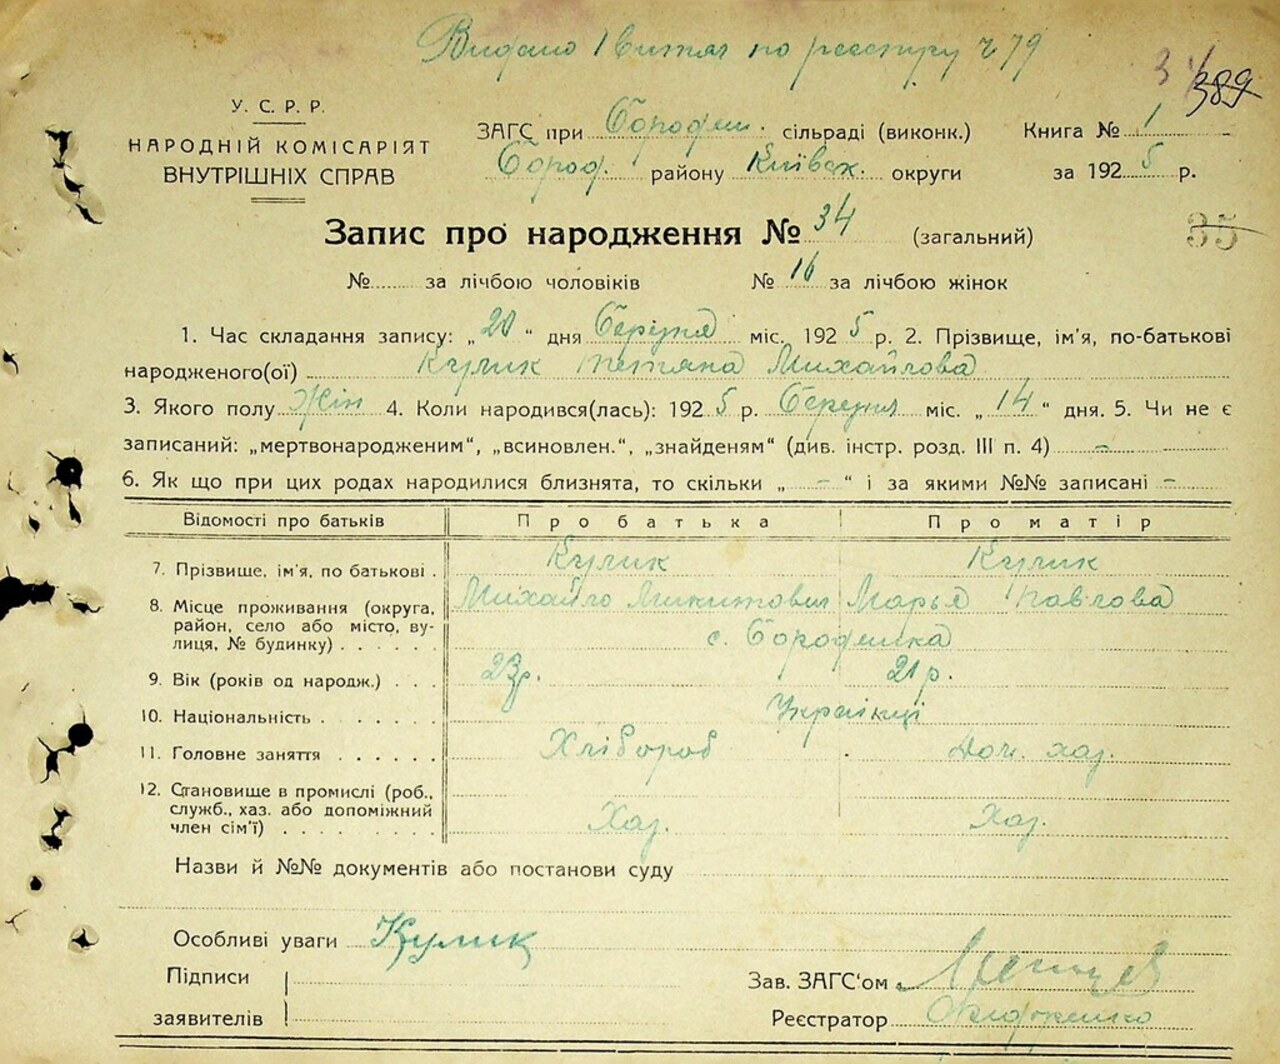 Видано 1 витяг по реєстру ч 79
31/ 389
У. С. Р. Р.
НАРОДНІЙ КОМІСАРІЯТ
ВНУТРІШНІХ СПРАВ
ЗАГС при Бородян. сільраді (виконк.) Книга № 1
Бород. району Київськ. округи за 1925 р.
Запис про народження № 34 (загальний)
35
№ ........ за лічбою чоловіків № 16 за лічбою жінок
1. Час складання запису: „20“ дня Березня міс. 1925 р. 2. Прізвище, ім'я, по-батькові
народженого(ої) Кулик Тетяна Михайлова
3. Якого полу Жін 4. Коли народився(лась): 1925 р. Березня міс. „14“ дня. 5. Чи не є
записаний: „мертвонародженим“, „всиновлен.“, „знайденям“ (див. інстр. розд. III п. 4) –
6. Як що при цих родах народилися близнята, то скільки „ – “ і за якими №№ записані –
Відомості про батьків Про батька Про матір
7. Прізвище, ім'я, по батькові . Кулик Кулик
Михайло Микитович Марья Павлова
8. Місце проживання (округа,
район, село або місто, ву-
лиця, № будинку) . . . . . . с. Бородянка
9. Вік (років од народж.) . . . 23р. 21 р.
10. Національність . . . . . . . Українці
11. Головне заняття . . . . . . Хлібороб Дом. хаз.
12. Становище в промислі (роб.,
служб., хаз. або допоміжний
член сім'ї) . . . . . . . . . Хаз. Хаз.
Назви й №№ документів або постанови суду
Особливі уваги Кулик
Підписи
заявителів
Зав. ЗАГС'ом
Реєстратор